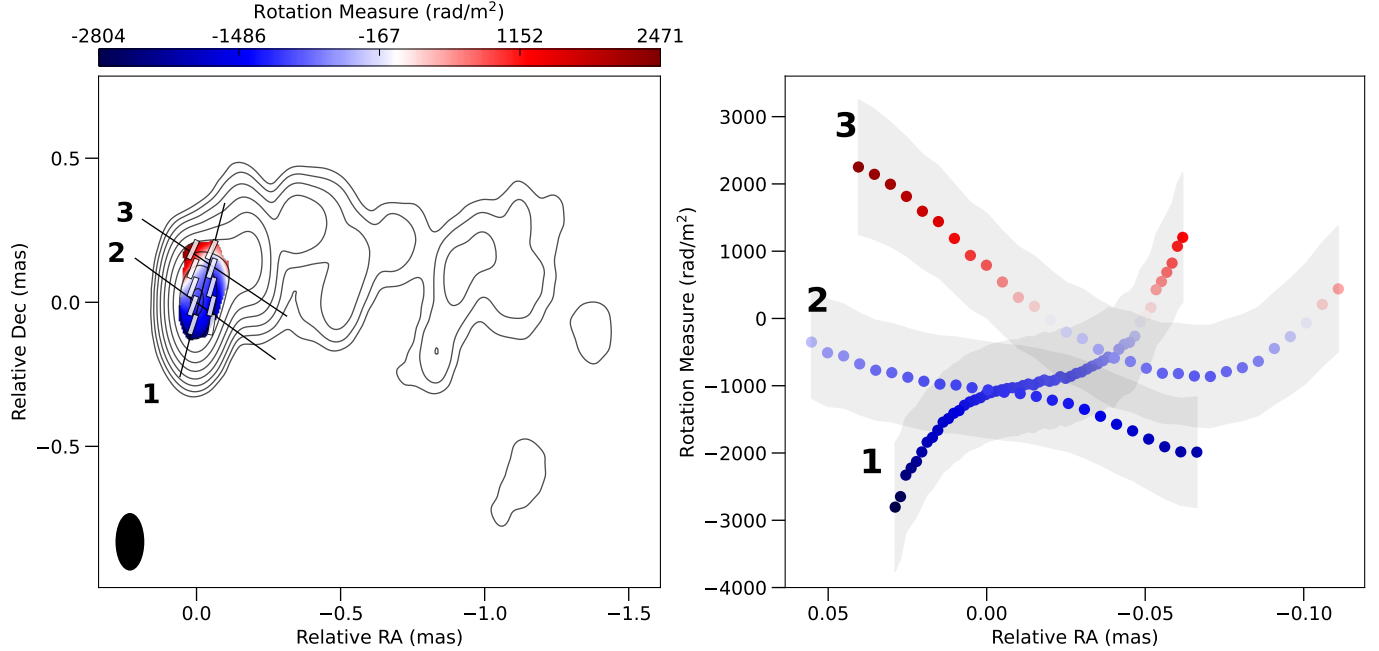 Rotation Measure (rad/m²)
-2804 -1486 -167 1152 2471
Relative Dec (mas)
0.5
0.0
−0.5
3
2
1
0.0 −0.5 −1.0 −1.5
Relative RA (mas)
Rotation Measure (rad/m²)
3000
2000
1000
0
−1000
−2000
−3000
−4000
3
2
1
0.05 0.00 −0.05 −0.10
Relative RA (mas)